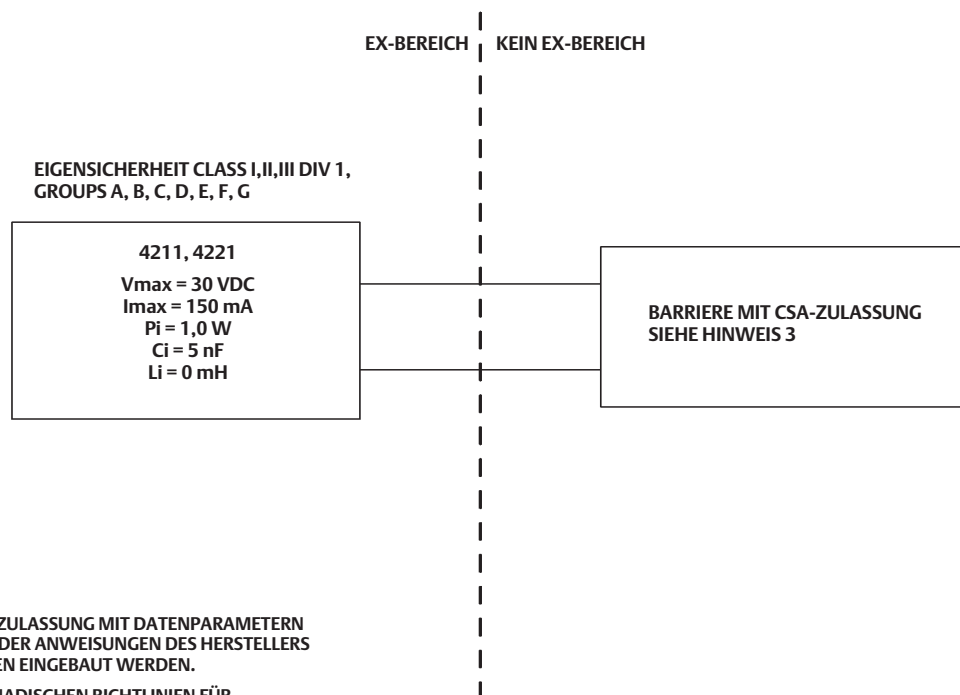 EX-BEREICH
KEIN EX-BEREICH
EIGENSICHERHEIT CLASS I,II,III DIV 1,
GROUPS A, B, C, D, E, F, G
4211, 4221
Vmax = 30 VDC
Imax = 150 mA
Pi = 1,0 W
Ci = 5 nF
Li = 0 mH
BARRIERE MIT CSA-ZULASSUNG
SIEHE HINWEIS 3
ZULASSUNG MIT DATENPARAMETERN
DER ANWEISUNGEN DES HERSTELLERS
EN EINGEBAUT WERDEN.
RICHTLINIEN FÜR